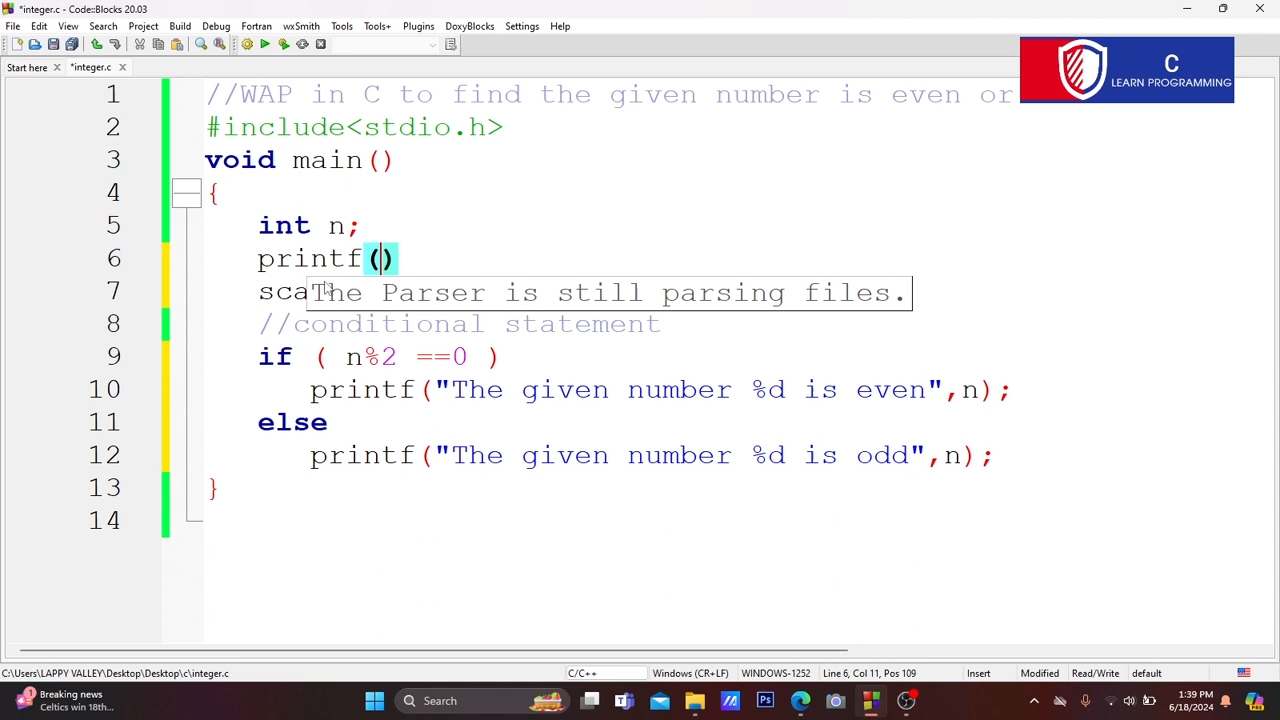 *integer.c - Code::Blocks 20.03
File Edit View Search Project Build Debug Fortran wxSmith Tools Tools+ Plugins DoxyBlocks Settings Help
Start here *integer.c
C
LEARN PROGRAMMING
1 //WAP in C to find the given number is even or
2 #include<stdio.h>
3 void main()
4 {
5 int n;
6 printf()
7 sca
The Parser is still parsing files.
8 //conditional statement
9 if ( n%2 ==0 )
10 printf("The given number %d is even",n);
11 else
12 printf("The given number %d is odd",n);
13 }
14
C:\Users\LAPPY VALLEY\Desktop\Desktop\c\integer.c C/C++ Windows (CR+LF) WINDOWS-1252 Line 6, Col 11, Pos 109 Insert Modified Read/Write default
Breaking news
Celtics win 18th...
Search
1:39 PM
6/18/2024